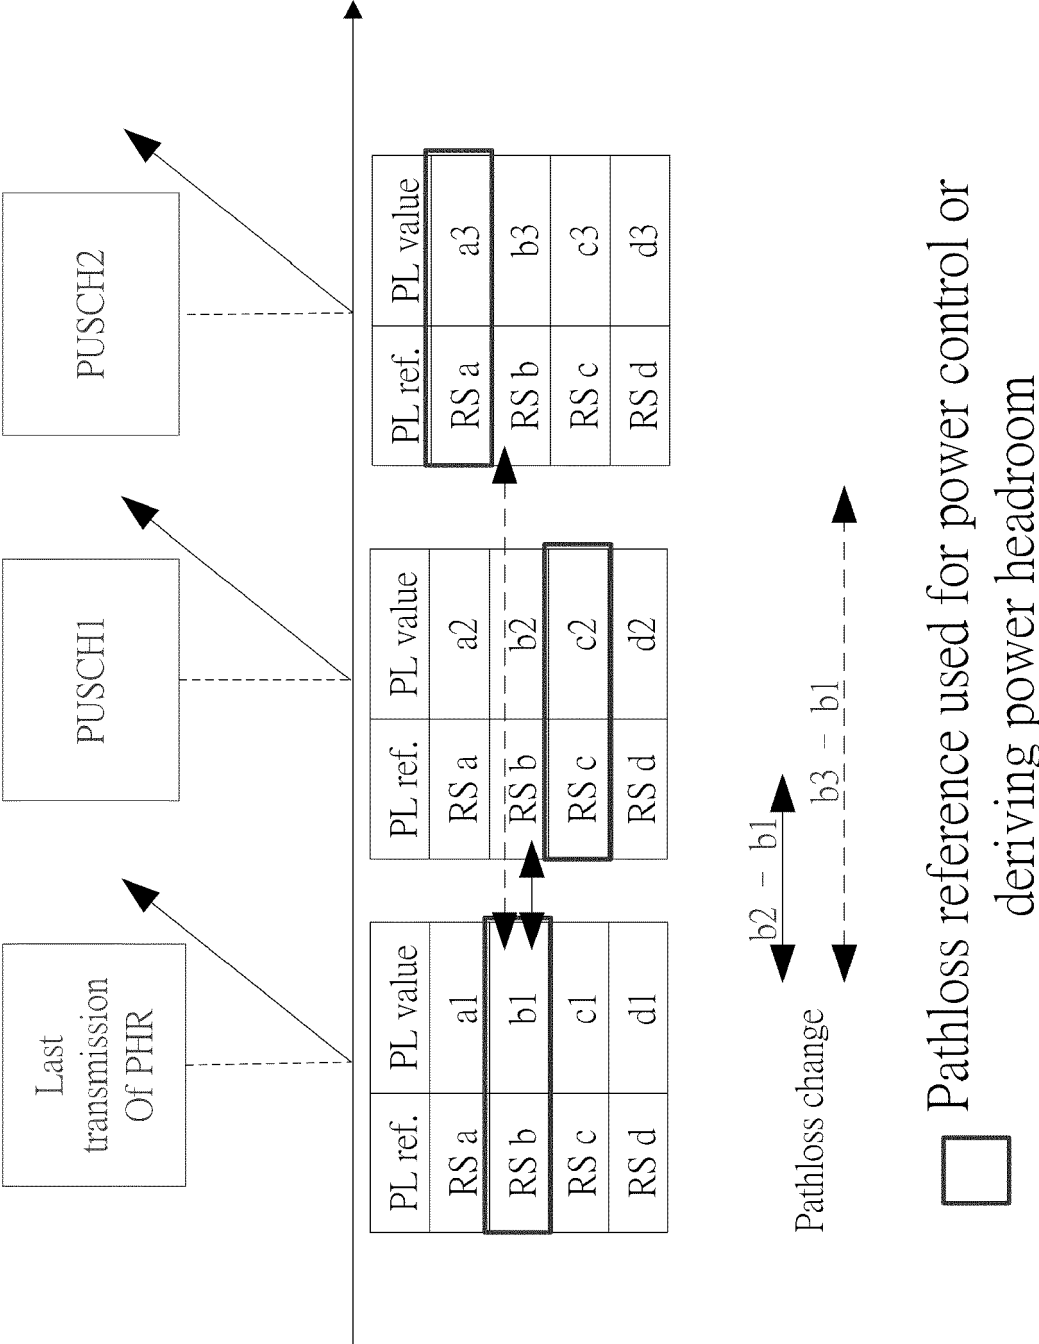 Last
transmission
Of PHR
PUSCH1
PUSCH2
PL ref. PL value
RS a a1
RS b b1
RS c c1
RS d d1
PL ref. PL value
RS a a2
RS b b2
RS c c2
RS d d2
PL ref. PL value
RS a a3
RS b b3
RS c c3
RS d d3
Pathloss change
b2 – b1
b3 – b1
Pathloss reference used for power control or
deriving power headroom